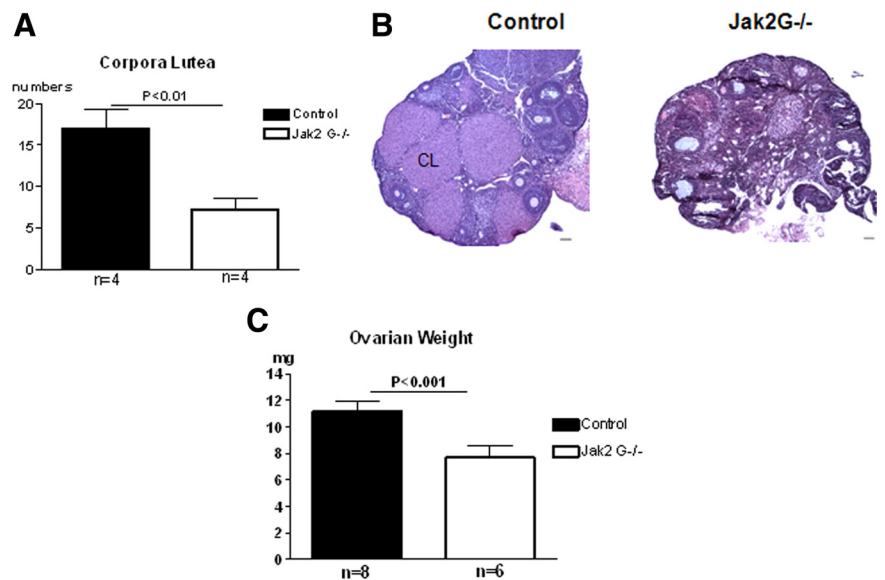 A
Corpora Lutea
numbers
P<0.01
20
15
10
5
0
n=4
n=4
Control
Jak2 G-/-
B
Control
Jak2G-/-
CL
C
Ovarian Weight
mg
P<0.001
14
12
10
8
6
4
2
0
n=8
n=6
Control
Jak2 G-/-